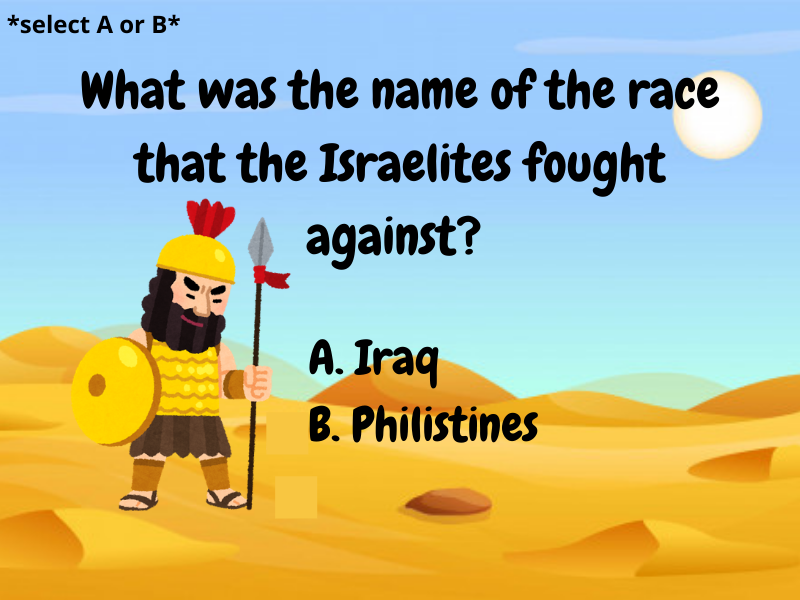 *select A or B*
What was the name of the race
that the Israelites fought
against?
A. Iraq
B. Philistines